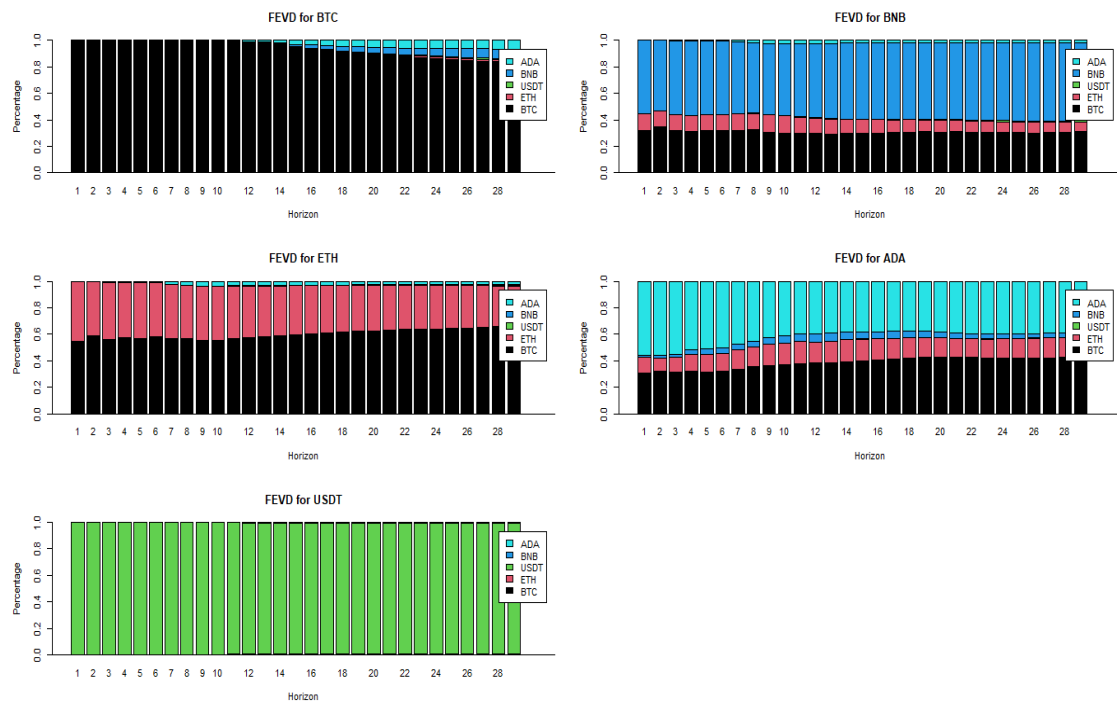 FEVD for BTC
Percentage
0.0 0.2 0.4 0.6 0.8 1.0
ADA
BNB
USDT
ETH
BTC
1 2 3 4 5 6 7 8 9 10 12 14 16 18 20 22 24 26 28
Horizon
FEVD for BNB
Percentage
0.0 0.2 0.4 0.6 0.8 1.0
ADA
BNB
USDT
ETH
BTC
1 2 3 4 5 6 7 8 9 10 12 14 16 18 20 22 24 26 28
Horizon
FEVD for ETH
Percentage
0.0 0.2 0.4 0.6 0.8 1.0
ADA
BNB
USDT
ETH
BTC
1 2 3 4 5 6 7 8 9 10 12 14 16 18 20 22 24 26 28
Horizon
FEVD for ADA
Percentage
0.0 0.2 0.4 0.6 0.8 1.0
ADA
BNB
USDT
ETH
BTC
1 2 3 4 5 6 7 8 9 10 12 14 16 18 20 22 24 26 28
Horizon
FEVD for USDT
Percentage
0.0 0.2 0.4 0.6 0.8 1.0
ADA
BNB
USDT
ETH
BTC
1 2 3 4 5 6 7 8 9 10 12 14 16 18 20 22 24 26 28
Horizon